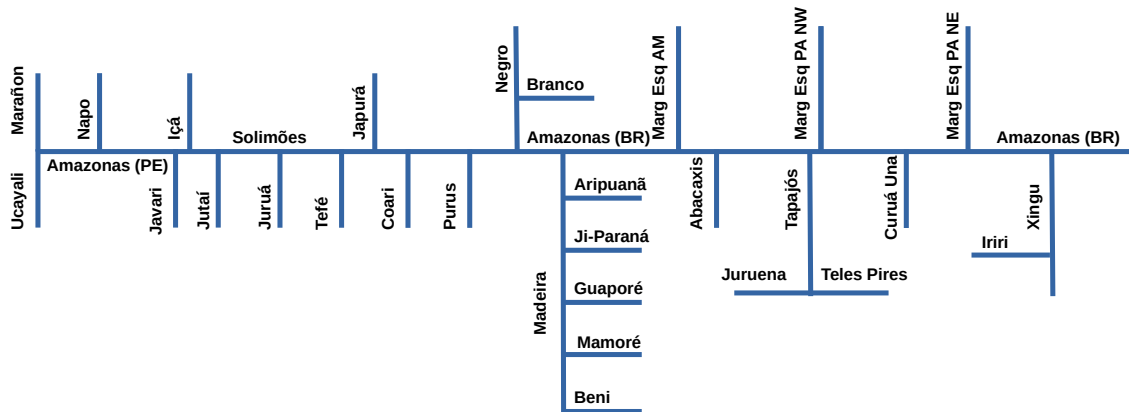 Marañon
Napo
Içá
Solimões
Japurá
Negro
Branco
Amazonas (BR)
Marg Esq AM
Marg Esq PA NW
Marg Esq PA NE
Amazonas (BR)
Amazonas (PE)
Ucayali
Javari
Jutaí
Juruá
Tefé
Coari
Purus
Madeira
Aripuanã
Ji-Paraná
Guaporé
Mamoré
Beni
Abacaxis
Tapajós
Juruena
Teles Pires
Curuá Una
Iriri
Xingu